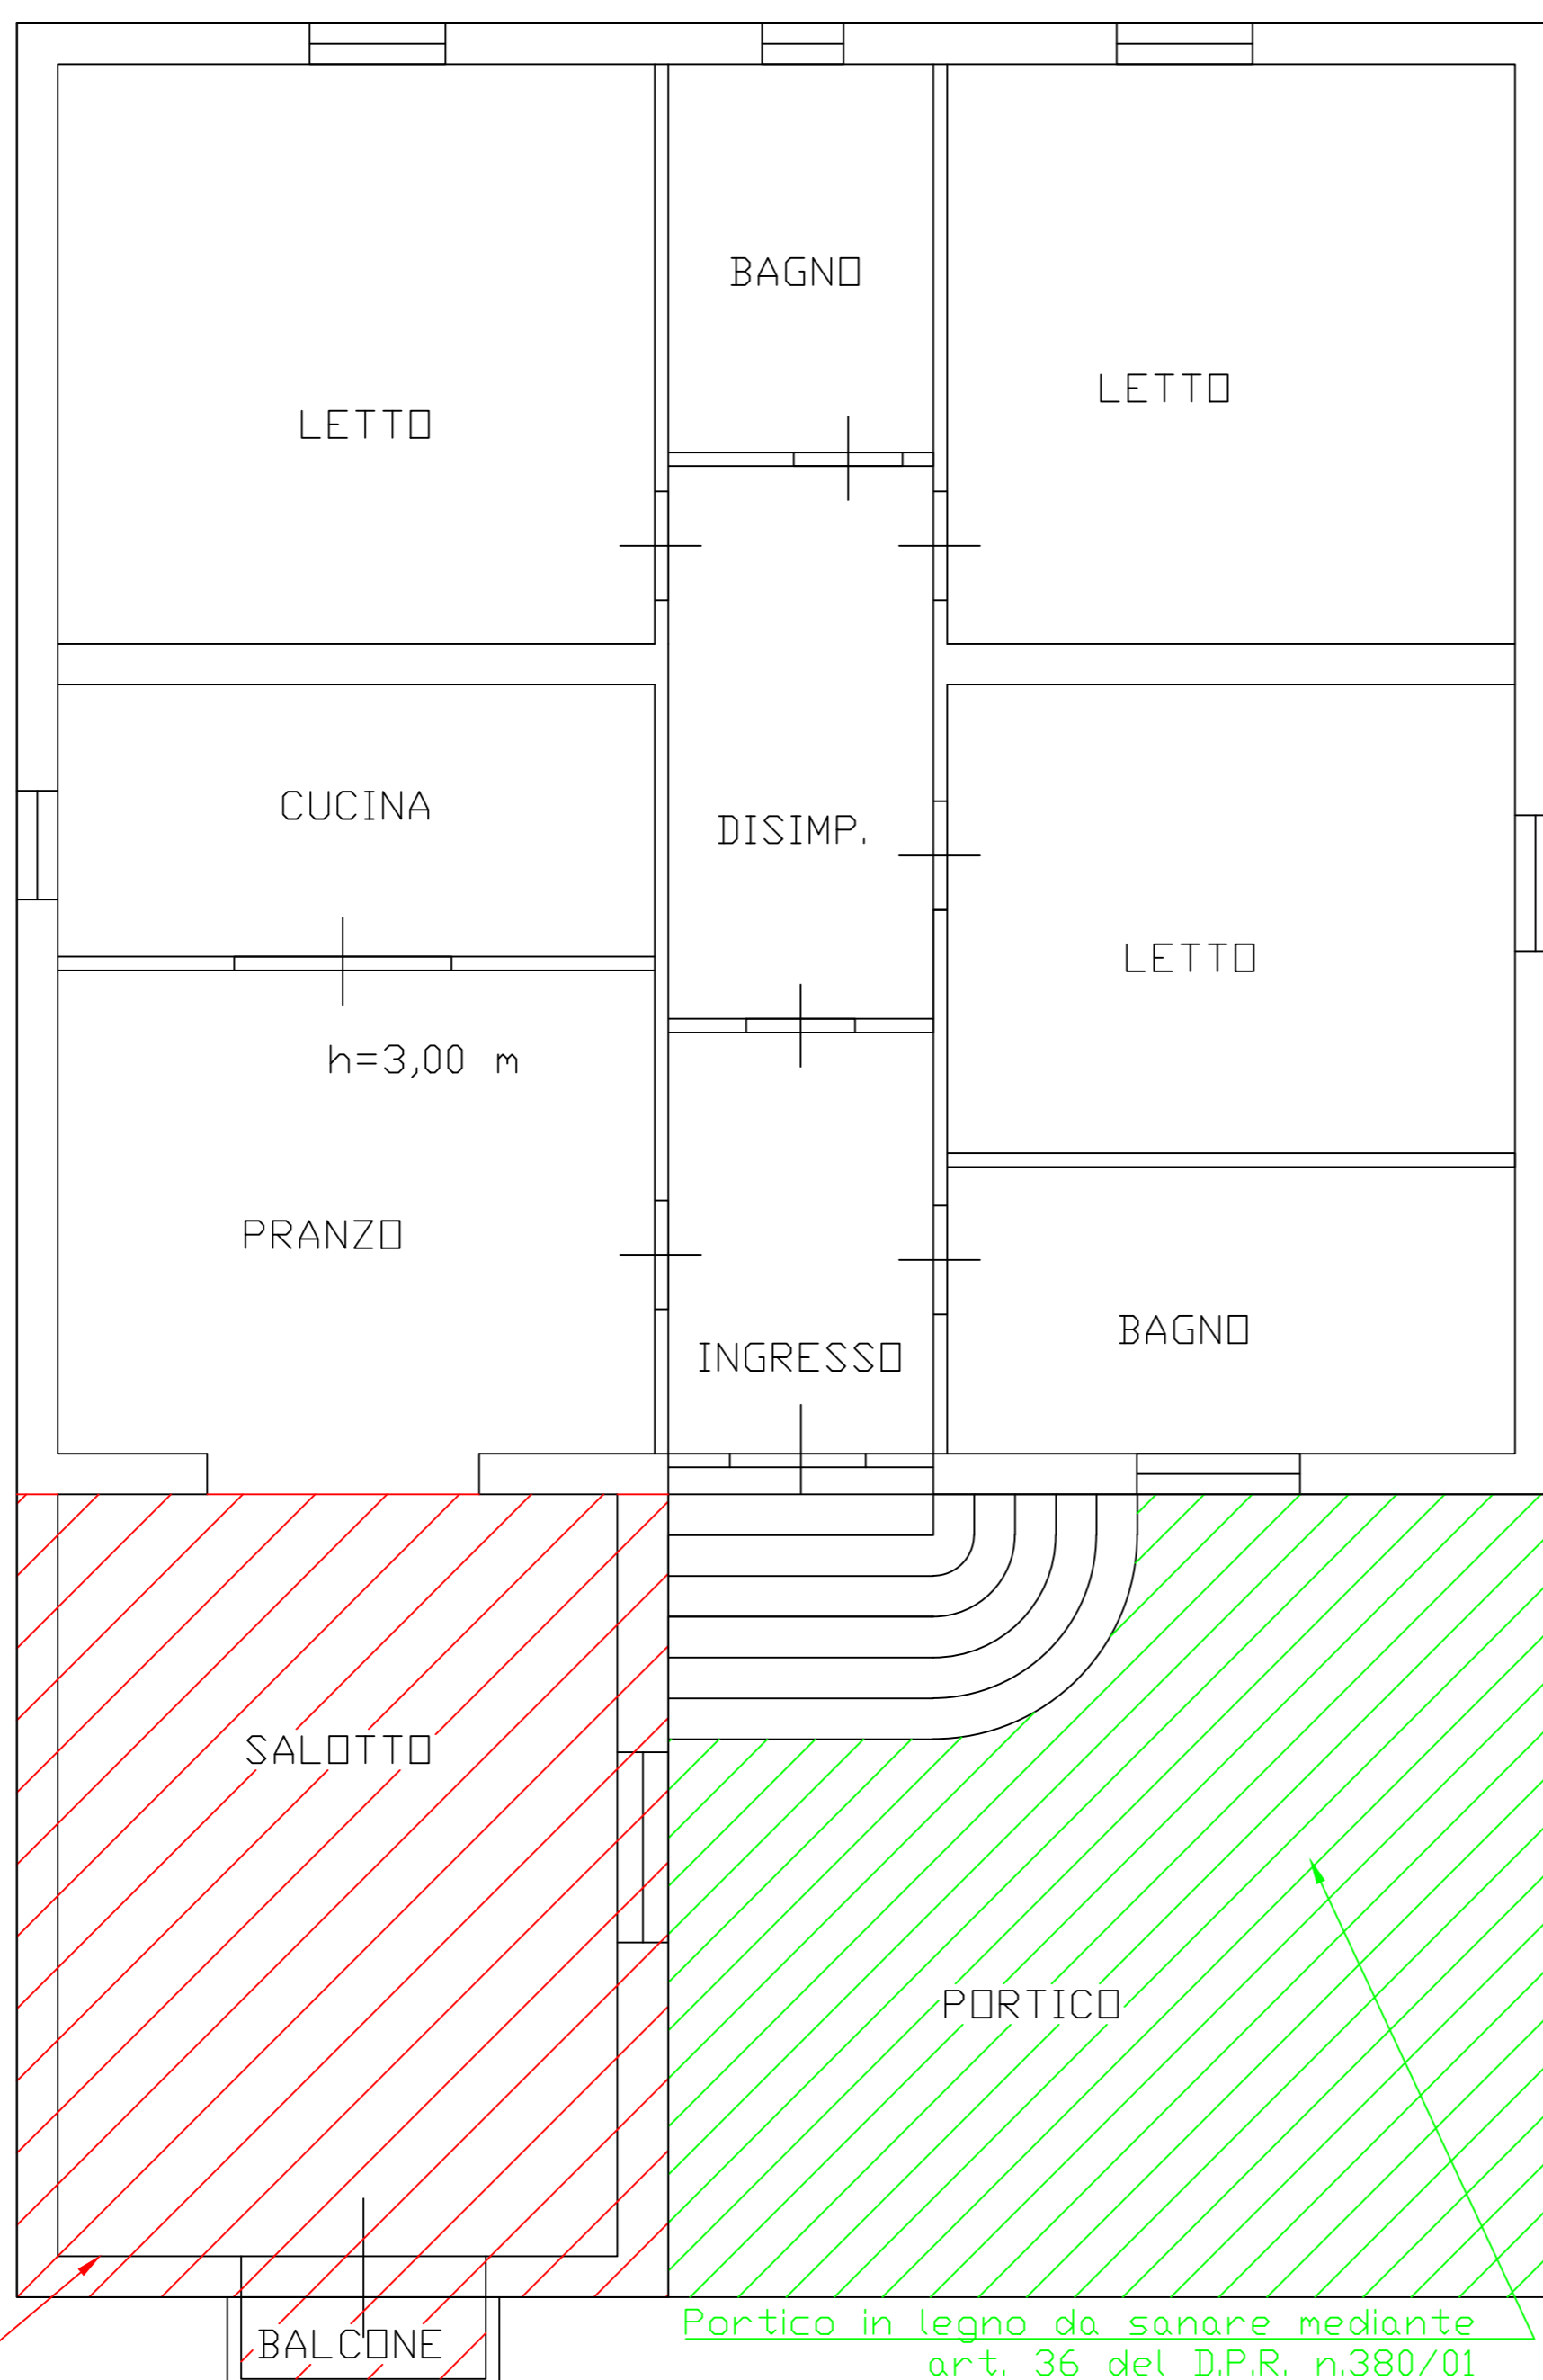 BAGNO
LETTO
LETTO
CUCINA
DISIMP.
LETTO
h=3,00 m
PRANZO
BAGNO
INGRESSO
SALOTTO
PORTICO
Portico in legno da sanare mediante
art. 36 del D.P.R. n.380/01
BALCONE